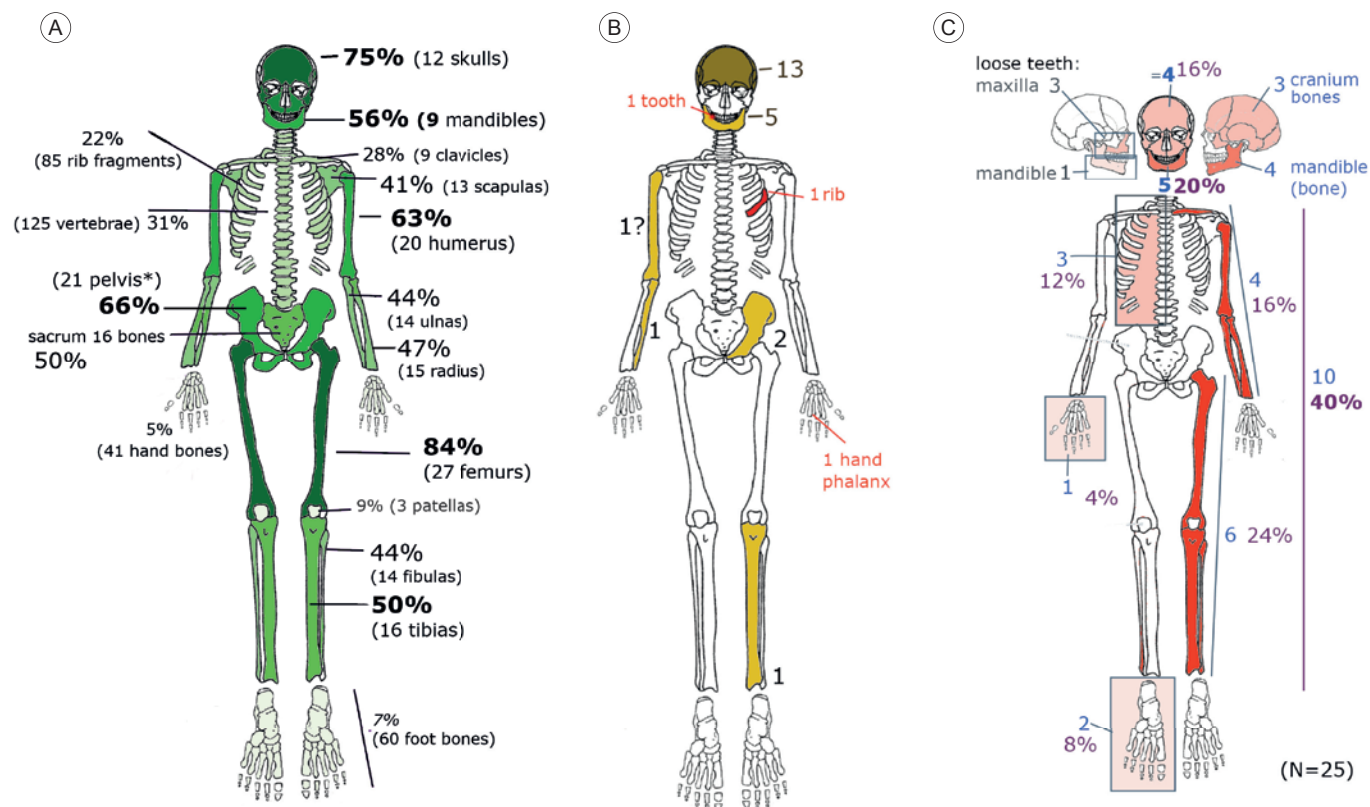 A
75% (12 skulls)
56% (9 mandibles)
22%
(85 rib fragments)
28% (9 clavicles)
41% (13 scapulas)
(125 vertebrae) 31%
63%
(20 humerus)
(21 pelvis*)
66%
sacrum 16 bones
50%
44%
(14 ulnas)
47%
(15 radius)
5%
(41 hand bones)
84%
(27 femurs)
9% (3 patellas)
44%
(14 fibulas)
50%
(16 tibias)
7%
(60 foot bones)
B
13
1 tooth
5
1 rib
1?
1
2
1 hand
phalanx
1
C
loose teeth:
maxilla 3
=4 16%
3 cranium
bones
mandible 1
4 mandible
(bone)
5 20%
3
12%
4
16%
10
40%
1
4%
6 24%
2
8%
(N=25)